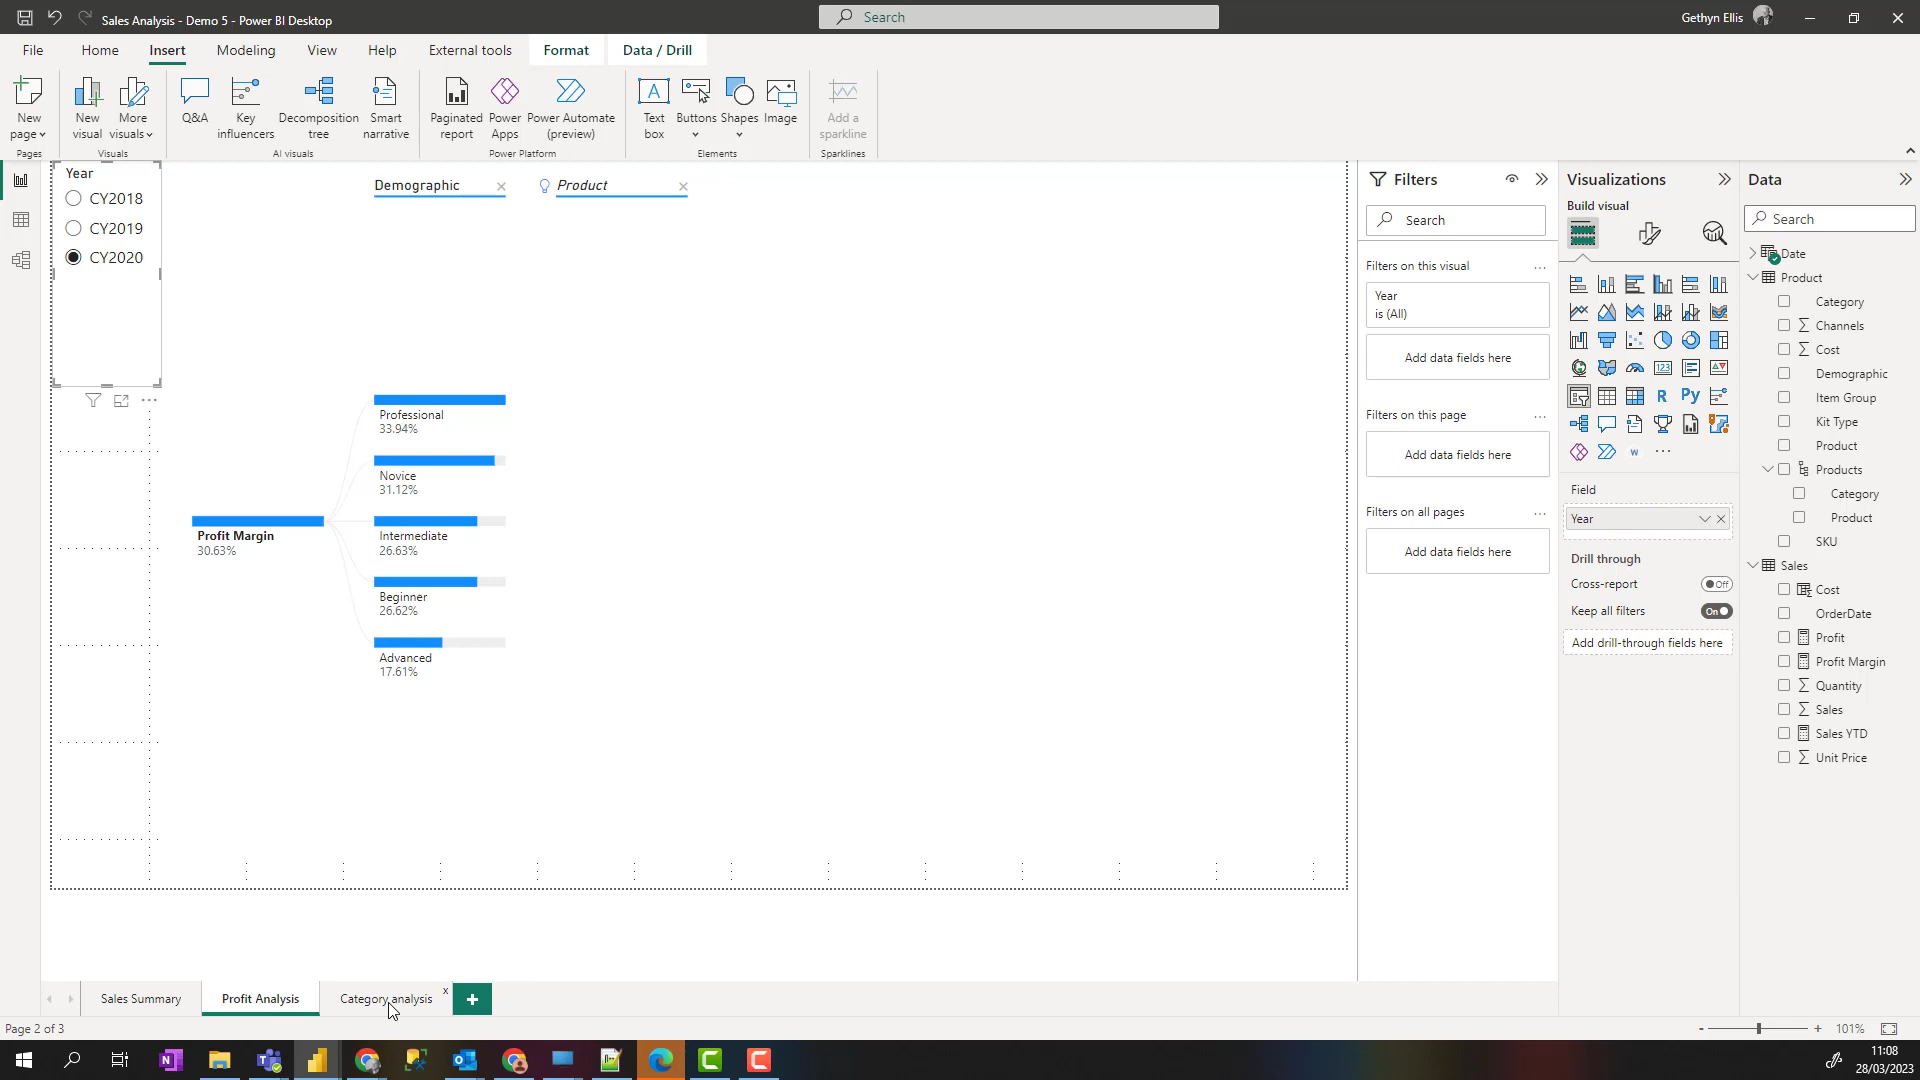 Sales Analysis - Demo 5 - Power BI Desktop
Search
Gethyn Ellis
File
Home
Insert
Modeling
View
Help
External tools
Format
Data / Drill
New
page
New
visual
More
visuals
Q&A
Key
influencers
Decomposition
tree
Smart
narrative
Paginated
report
Power
Apps
Power Automate
(preview)
Text
box
Buttons
Shapes
Image
Add a
sparkline
Pages
Visuals
AI visuals
Power Platform
Elements
Sparklines
Year
CY2018
CY2019
CY2020
Demographic
Product
Profit Margin
30.63%
Professional
33.94%
Novice
31.12%
Intermediate
26.63%
Beginner
26.62%
Advanced
17.61%
Filters
Search
Filters on this visual
Year
is (All)
Add data fields here
Filters on this page
Add data fields here
Filters on all pages
Add data fields here
Visualizations
Build visual
R
Py
Field
Year
Drill through
Cross-report
Off
Keep all filters
On
Add drill-through fields here
Data
Search
Date
Product
Category
Channels
Cost
Demographic
Item Group
Kit Type
Product
Products
Category
Product
SKU
Sales
Cost
OrderDate
Profit
Profit Margin
Quantity
Sales
Sales YTD
Unit Price
Sales Summary
Profit Analysis
Category analysis
Page 2 of 3
101%
11:08
28/03/2023